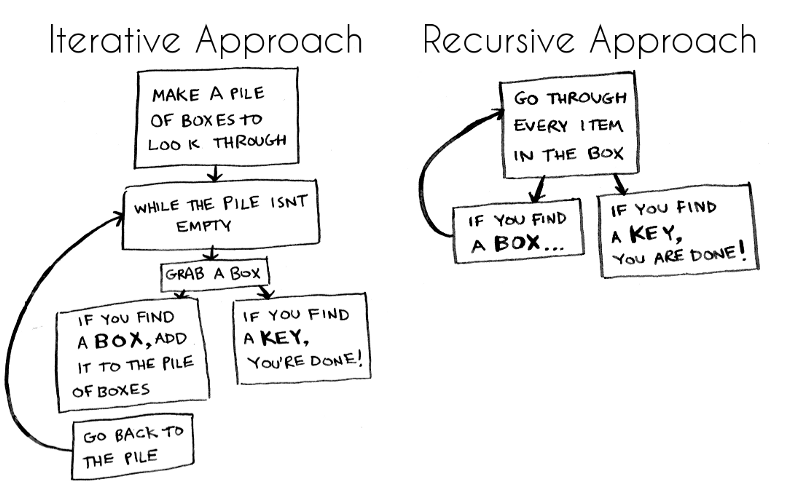 Iterative Approach
MAKE A PILE
OF BOXES TO
LOOK THROUGH
WHILE THE PILE ISNT
EMPTY
GRAB A BOX
IF YOU FIND
A BOX, ADD
IT TO THE PILE
OF BOXES
IF YOU FIND
A KEY,
YOU'RE DONE!
GO BACK TO
THE PILE
Recursive Approach
GO THROUGH
EVERY ITEM
IN THE BOX
IF YOU FIND
A BOX...
IF YOU FIND
A KEY,
YOU ARE DONE!